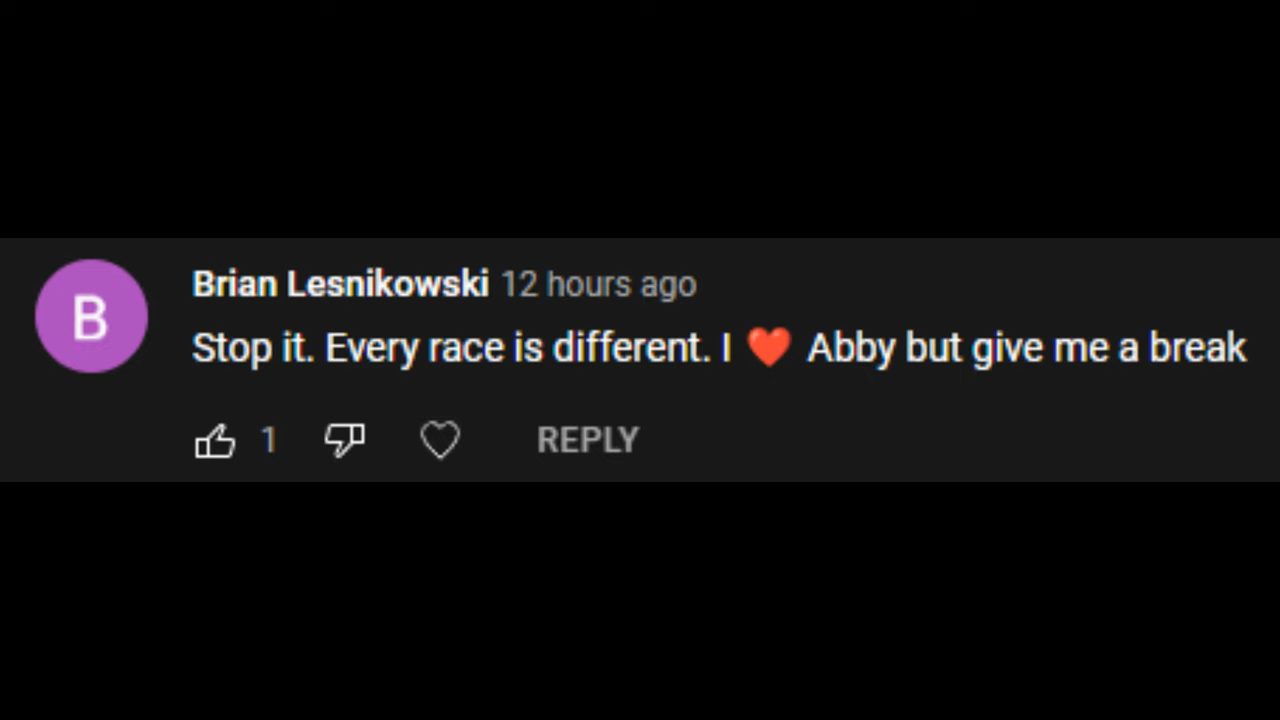 B
Brian Lesnikowski 12 hours ago
Stop it. Every race is different. I ❤️ Abby but give me a break
1 REPLY